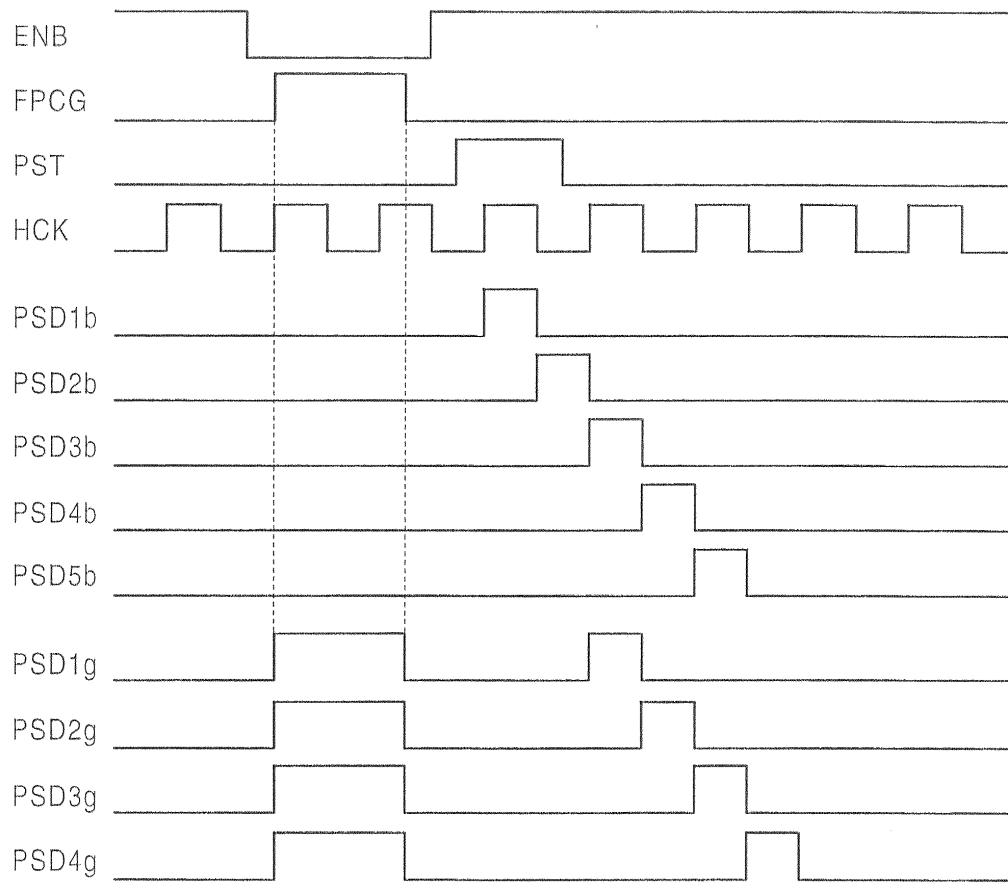 ENB
FPCG
PST
HCK
PSD1b
PSD2b
PSD3b
PSD4b
PSD5b
PSD1g
PSD2g
PSD3g
PSD4g